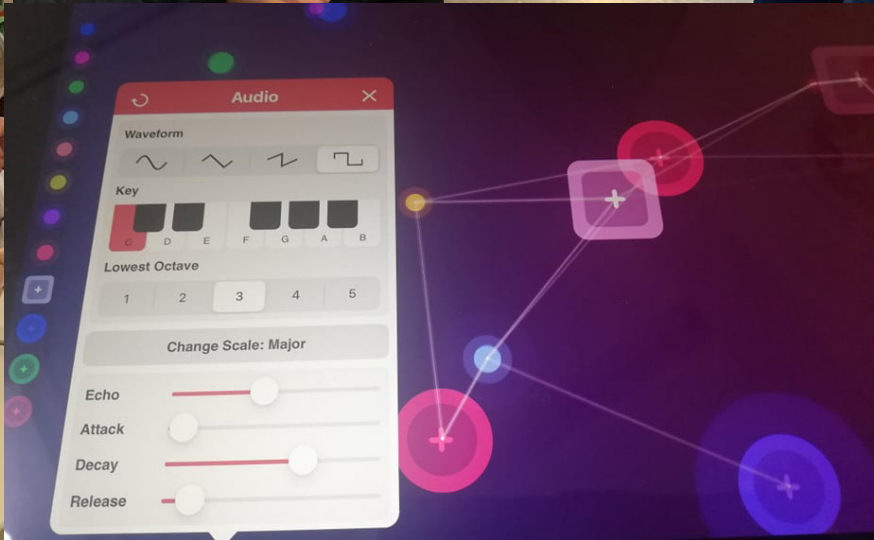 Audio
Waveform
Key
C D E F G A B
Lowest Octave
1 2 3 4 5
Change Scale: Major
Echo
Attack
Decay
Release